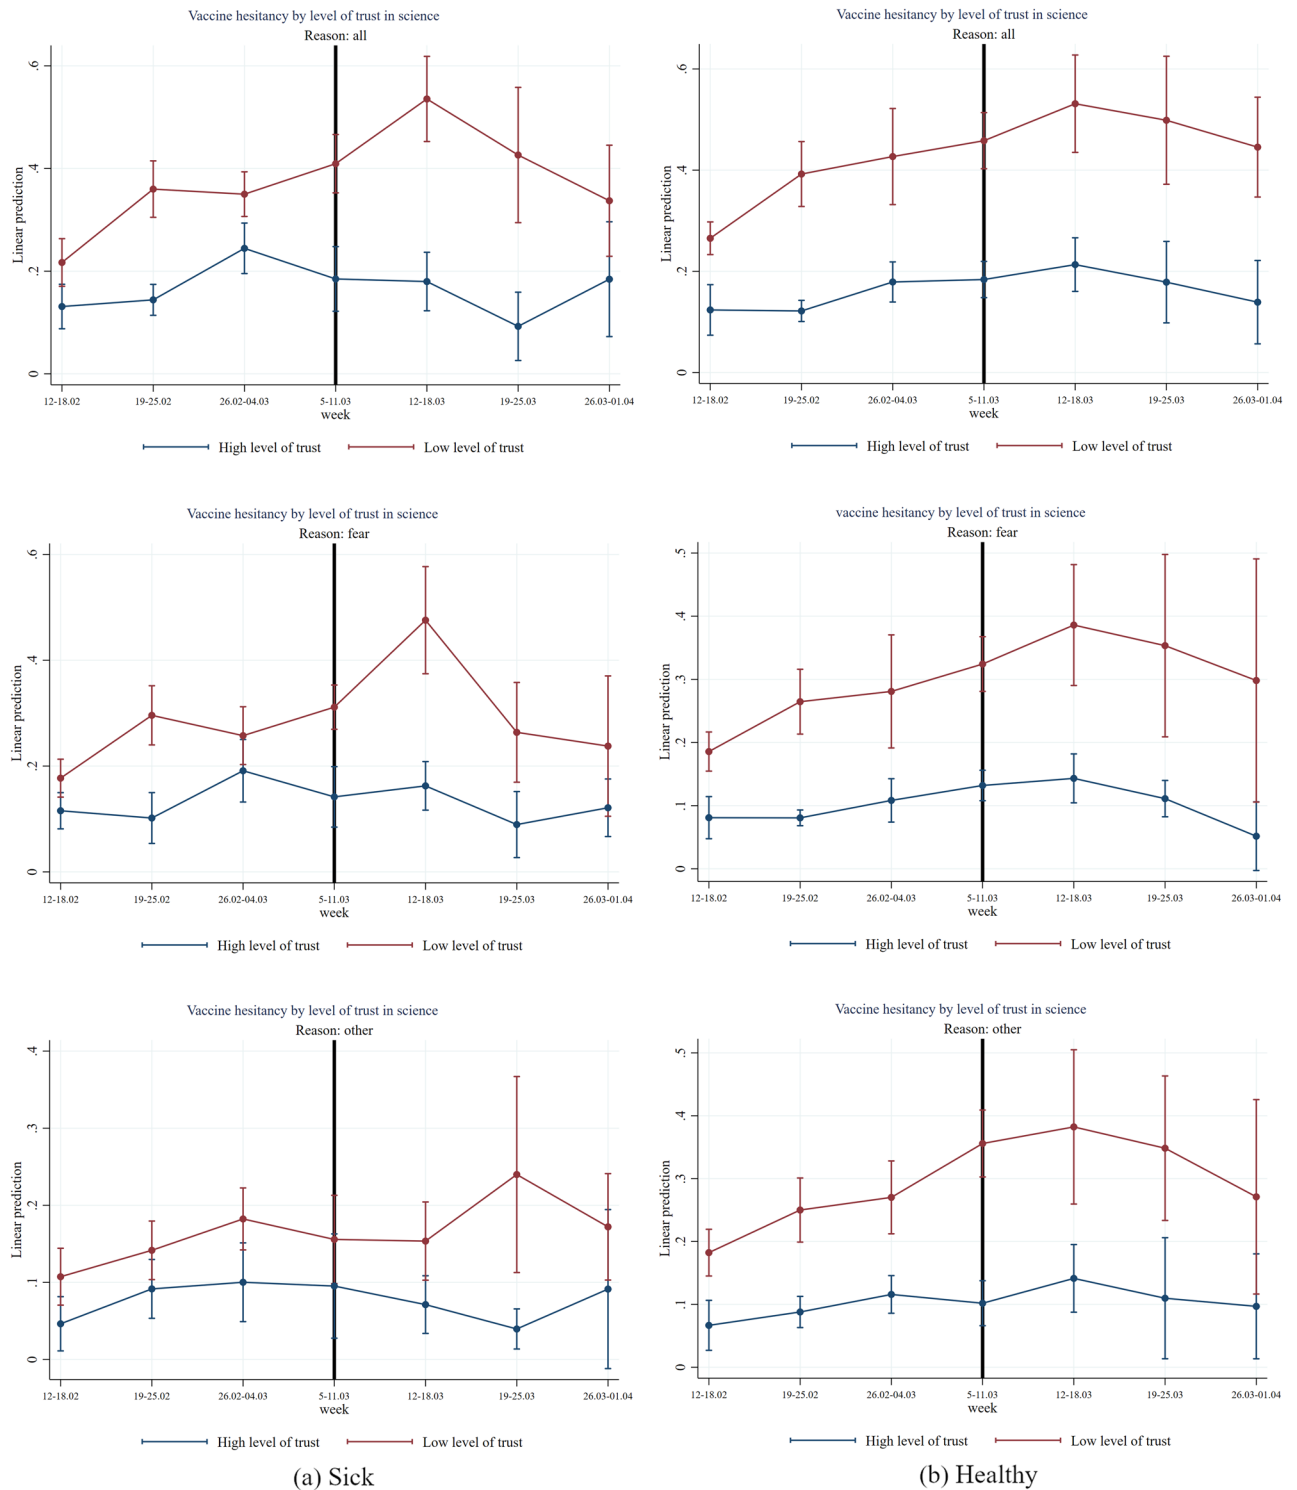 Vaccine hesitancy by level of trust in science
Reason: all
Linear prediction
.6
.4
.2
0
12-18.02 19-25.02 26.02-04.03 5-11.03 12-18.03 19-25.03 26.03-01.04
week
High level of trust Low level of trust
Vaccine hesitancy by level of trust in science
Reason: all
Linear prediction
.6
.4
.2
0
12-18.02 19-25.02 26.02-04.03 5-11.03 12-18.03 19-25.03 26.03-01.04
week
High level of trust Low level of trust
Vaccine hesitancy by level of trust in science
Reason: fear
Linear prediction
.6
.4
.2
0
12-18.02 19-25.02 26.02-04.03 5-11.03 12-18.03 19-25.03 26.03-01.04
week
High level of trust Low level of trust
vaccine hesitancy by level of trust in science
Reason: fear
Linear prediction
.5
.4
.3
.2
.1
0
12-18.02 19-25.02 26.02-04.03 5-11.03 12-18.03 19-25.03 26.03-01.04
week
High level of trust Low level of trust
Vaccine hesitancy by level of trust in science
Reason: other
Linear prediction
.4
.3
.2
.1
0
12-18.02 19-25.02 26.02-04.03 5-11.03 12-18.03 19-25.03 26.03-01.04
week
High level of trust Low level of trust
Vaccine hesitancy by level of trust in science
Reason: other
Linear prediction
.5
.4
.3
.2
.1
0
12-18.02 19-25.02 26.02-04.03 5-11.03 12-18.03 19-25.03 26.03-01.04
week
High level of trust Low level of trust
(a) Sick
(b) Healthy